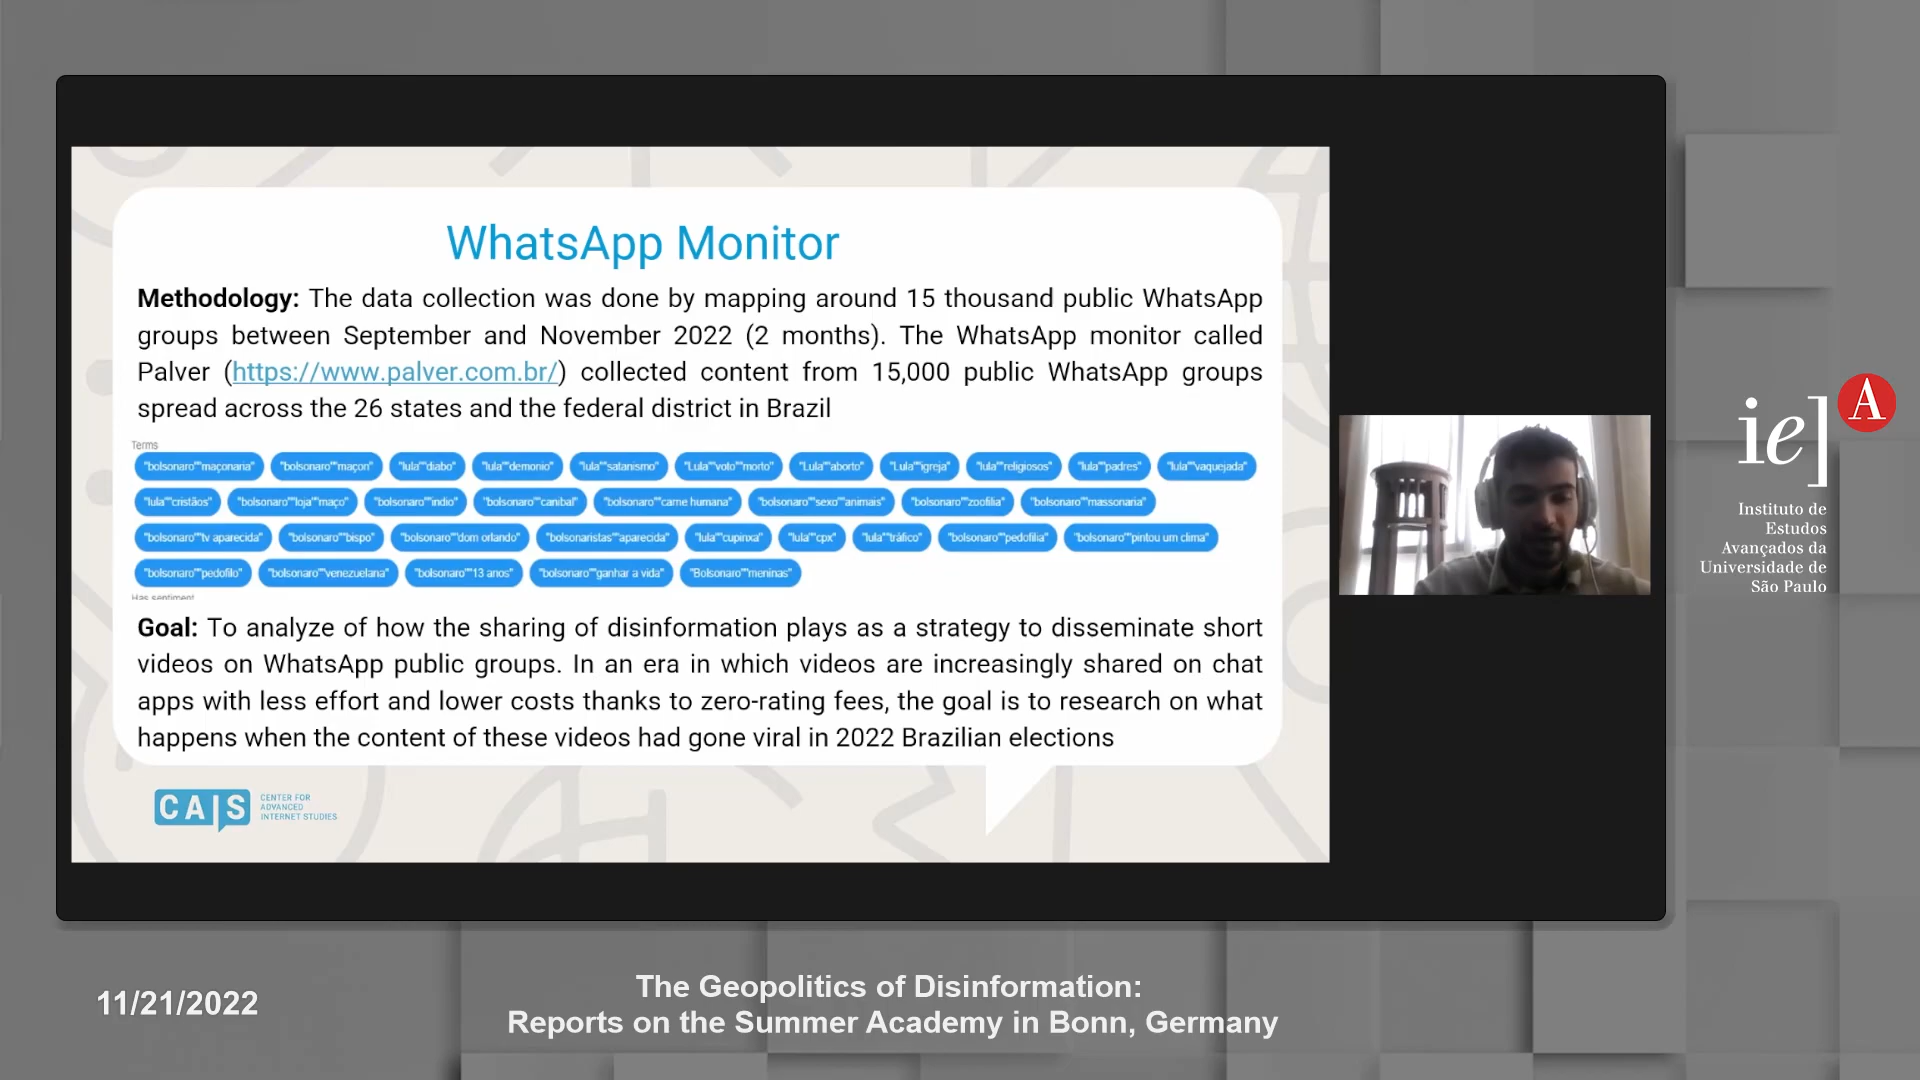 WhatsApp Monitor
Methodology: The data collection was done by mapping around 15 thousand public WhatsApp
groups between September and November 2022 (2 months). The WhatsApp monitor called
Palver (https://www.palver.com.br/) collected content from 15,000 public WhatsApp groups
spread across the 26 states and the federal district in Brazil
Terms
"bolsonaro""maçonaria" "bolsonaro""maçon" "lula""diabo" "lula""demonio" "lula""satanismo" "Lula""voto""morto" "Lula""aborto" "Lula""igreja" "lula""religiosos" "lula""padres" "lula""vaquejada"
"lula""cristãos" "bolsonaro""loja""maço" "bolsonaro""índio" "bolsonaro""canibal" "bolsonaro""carne humana" "bolsonaro""sexo""animais" "bolsonaro""zoofilia" "bolsonaro""massonaria"
"bolsonaro""tv aparecida" "bolsonaro""bispo" "bolsonaro""dom orlando" "bolsonaristas""aparecida" "lula""cupinxa" "lula""cpx" "lula""tráfico" "bolsonaro""pedofilia" "bolsonaro""pintou um clima"
"bolsonaro""pedofilo" "bolsonaro""venezuelana" "bolsonaro""13 anos" "bolsonaro""ganhar a vida" "Bolsonaro""meninas"
Has sentiment
Goal: To analyze of how the sharing of disinformation plays as a strategy to disseminate short
videos on WhatsApp public groups. In an era in which videos are increasingly shared on chat
apps with less effort and lower costs thanks to zero-rating fees, the goal is to research on what
happens when the content of these videos had gone viral in 2022 Brazilian elections
CAIS
CENTER FOR
ADVANCED
INTERNET STUDIES
ie] A
Instituto de
Estudos
Avançados da
Universidade de
São Paulo
11/21/2022
The Geopolitics of Disinformation:
Reports on the Summer Academy in Bonn, Germany